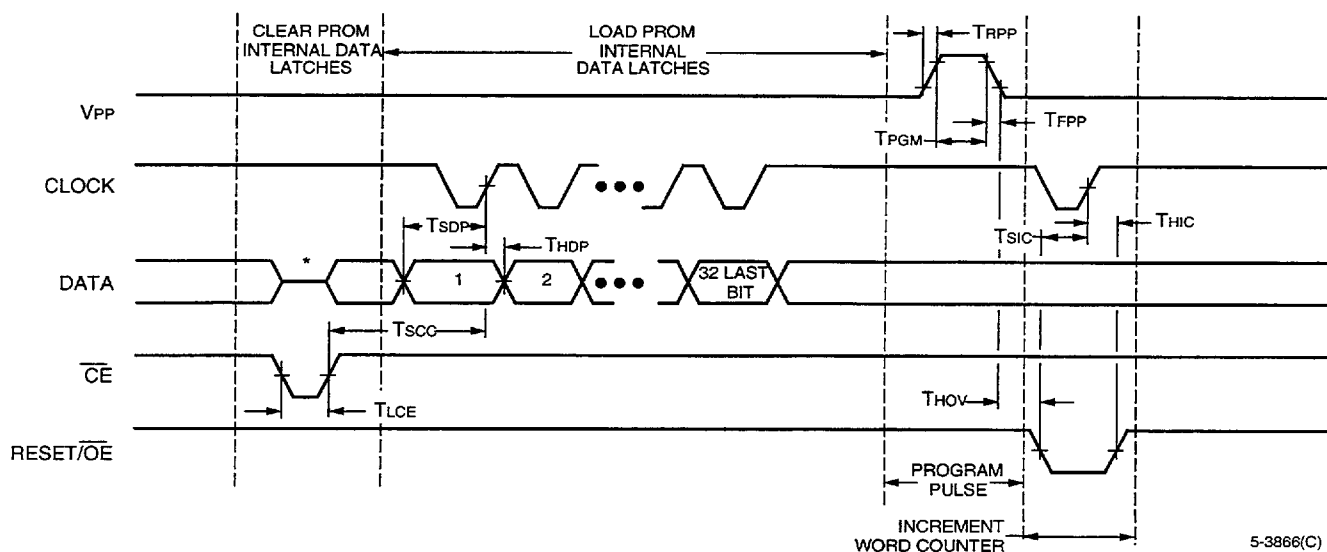 CLEAR PROM
INTERNAL DATA
LATCHES
LOAD PROM
INTERNAL
DATA LATCHES
TRPP
VPP
TPGM
TFPP
CLOCK
TSDP
THDP
TSIC
THIC
DATA
*
1
2
32 LAST
BIT
TSCC
CE
TLCE
THOV
RESET/OE
PROGRAM
PULSE
INCREMENT
WORD COUNTER
5-3866(C)